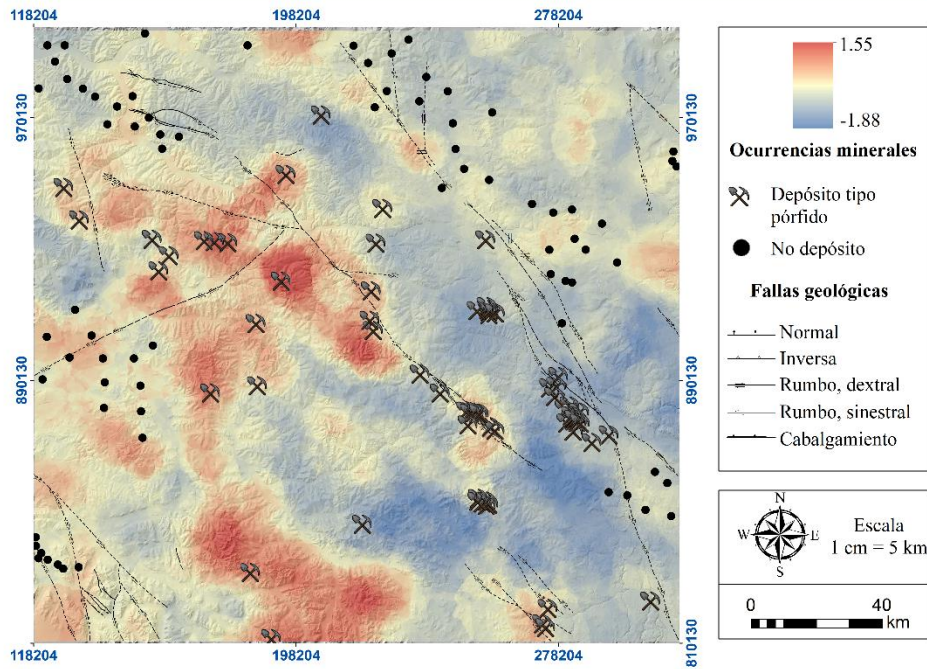 118204
198204
278204
970130
890130
810130
970130
890130
118204
198204
278204
810130
1.55
-1.88
Ocurrencias minerales
Depósito tipo
pórfido
No depósito
Fallas geológicas
Normal
Inversa
Rumbo, dextral
Rumbo, sinestral
Cabalgamiento
N
W
E
S
Escala
1 cm = 5 km
0
40
km